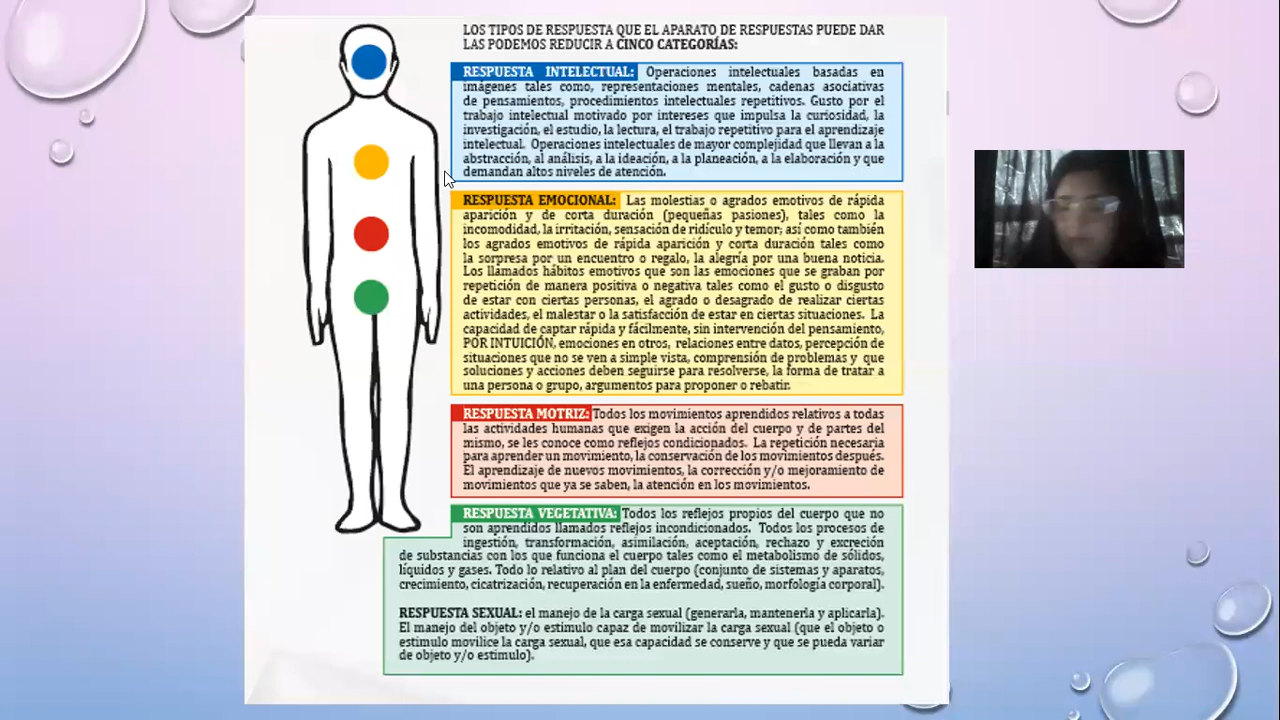 LOS TIPOS DE RESPUESTA QUE EL APARATO DE RESPUESTAS PUEDE DAR
LAS PODEMOS REDUCIR A CINCO CATEGORÍAS:
RESPUESTA INTELECTUAL: Operaciones intelectuales basadas en
imágenes tales como, representaciones mentales, cadenas asociativas
de pensamientos, procedimientos intelectuales repetitivos. Gusto por el
trabajo intelectual motivado por intereses que impulsa la curiosidad, la
investigación, el estudio, la lectura, el trabajo repetitivo para el aprendizaje
intelectual. Operaciones intelectuales de mayor complejidad que llevan a la
abstracción, al análisis, a la ideación, a la planeación, a la elaboración y que
demandan altos niveles de atención.
RESPUESTA EMOCIONAL: Las molestias o agrados emotivos de rápida
aparición y de corta duración (pequeñas pasiones), tales como la
incomodidad, la irritación, sensación de ridículo y temor; así como también
los agrados emotivos de rápida aparición y corta duración tales como
la sorpresa por un encuentro o regalo, la alegría por una buena noticia.
Los llamados hábitos emotivos que son las emociones que se graban por
repetición de manera positiva o negativa tales como el gusto o disgusto
de estar con ciertas personas, el agrado o desagrado de realizar ciertas
actividades, el malestar o la satisfacción de estar en ciertas situaciones. La
capacidad de captar rápida y fácilmente, sin intervención del pensamiento,
POR INTUICIÓN, emociones en otros, relaciones entre datos, percepción de
situaciones que no se ven a simple vista, comprensión de problemas y que
soluciones y acciones deben seguirse para resolverse, la forma de tratar a
una persona o grupo, argumentos para proponer o rebatir.
RESPUESTA MOTRIZ: Todos los movimientos aprendidos relativos a todas
las actividades humanas que exigen la acción del cuerpo y de partes del
mismo, se les conoce como reflejos condicionados. La repetición necesaria
para aprender un movimiento, la conservación de los movimientos después.
El aprendizaje de nuevos movimientos, la corrección y/o mejoramiento de
movimientos que ya se saben, la atención en los movimientos.
RESPUESTA VEGETATIVA: Todos los reflejos propios del cuerpo que no
son aprendidos llamados reflejos incondicionados. Todos los procesos de
ingestión, transformación, asimilación, aceptación, rechazo y excreción
de substancias con los que funciona el cuerpo tales como el metabolismo de sólidos,
líquidos y gases. Todo lo relativo al plan del cuerpo (conjunto de sistemas y aparatos,
crecimiento, cicatrización, recuperación en la enfermedad, sueño, morfología corporal).
RESPUESTA SEXUAL: el manejo de la carga sexual (generarla, mantenerla y aplicarla).
El manejo del objeto y/o estimulo capaz de movilizar la carga sexual (que el objeto o
estimulo movilice la carga sexual, que esa capacidad se conserve y que se pueda variar
de objeto y/o estimulo).